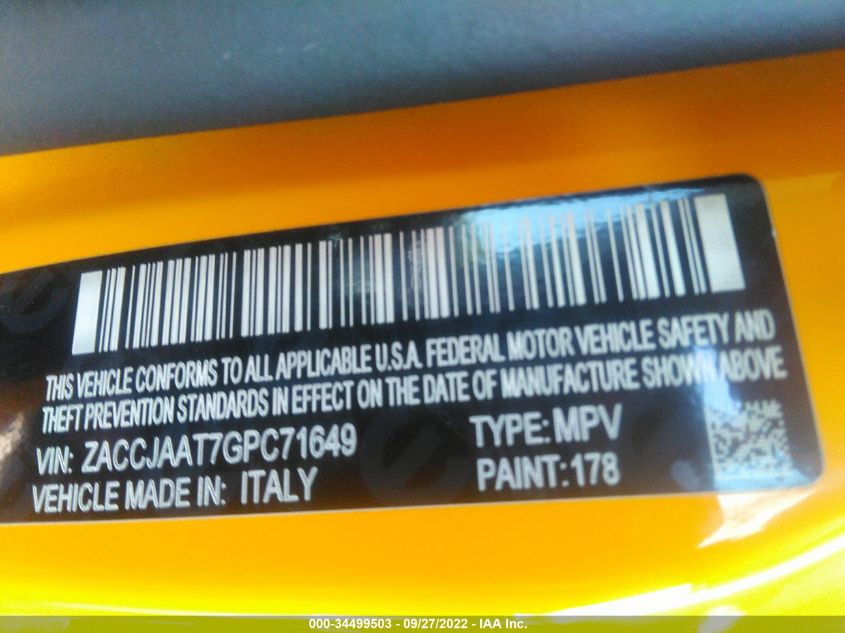 THIS VEHICLE CONFORMS TO ALL APPLICABLE U.S.A. FEDERAL MOTOR VEHICLE SAFETY AND
THEFT PREVENTION STANDARDS IN EFFECT ON THE DATE OF MANUFACTURE SHOWN ABOVE
VIN: ZACCJAAT7GPC71649 TYPE: MPV
VEHICLE MADE IN: ITALY PAINT: 178
000-34499503 - 09/27/2022 - IAA Inc.